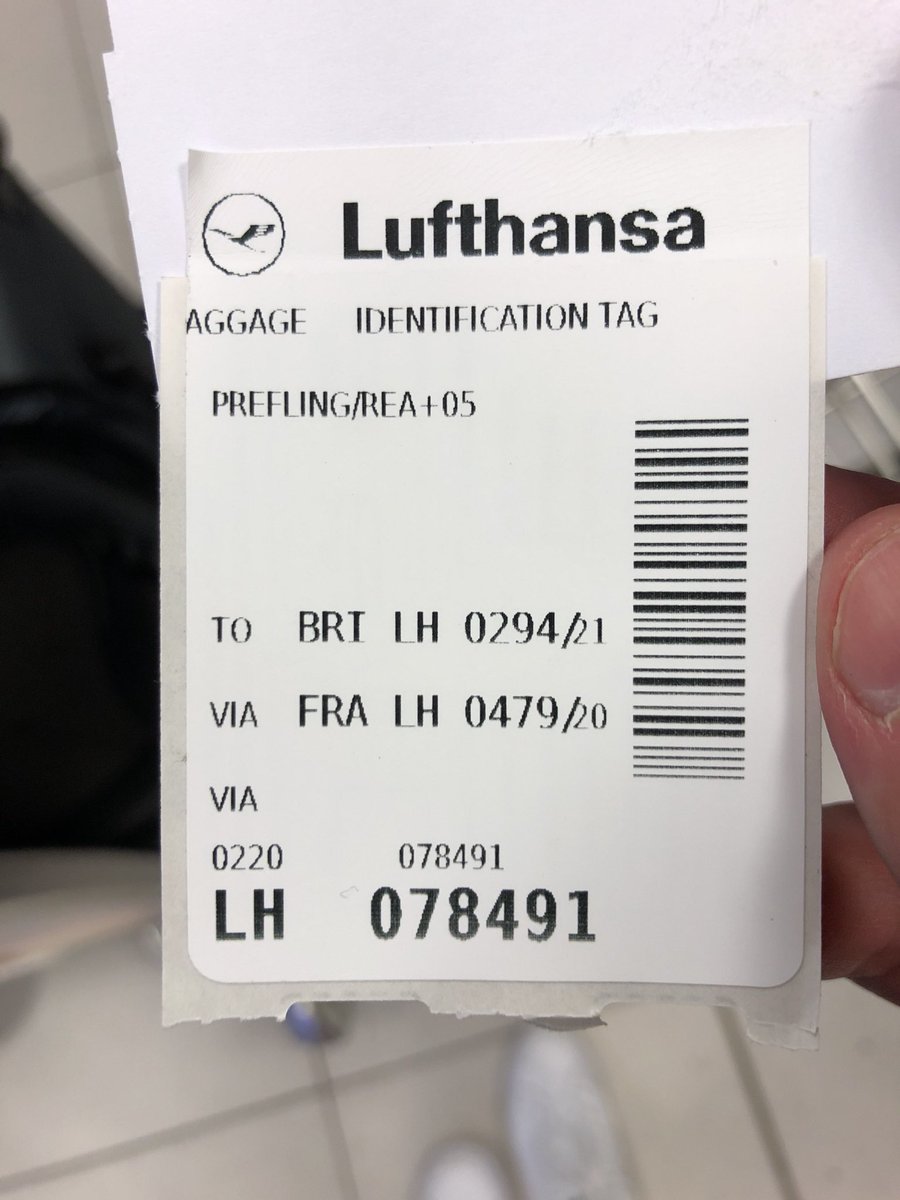 Lufthansa
AGGAGE IDENTIFICATION TAG
PREFLING/REA+05
TO BRI LH 0294/21
VIA FRA LH 0479/20
VIA
0220 078491
LH 078491